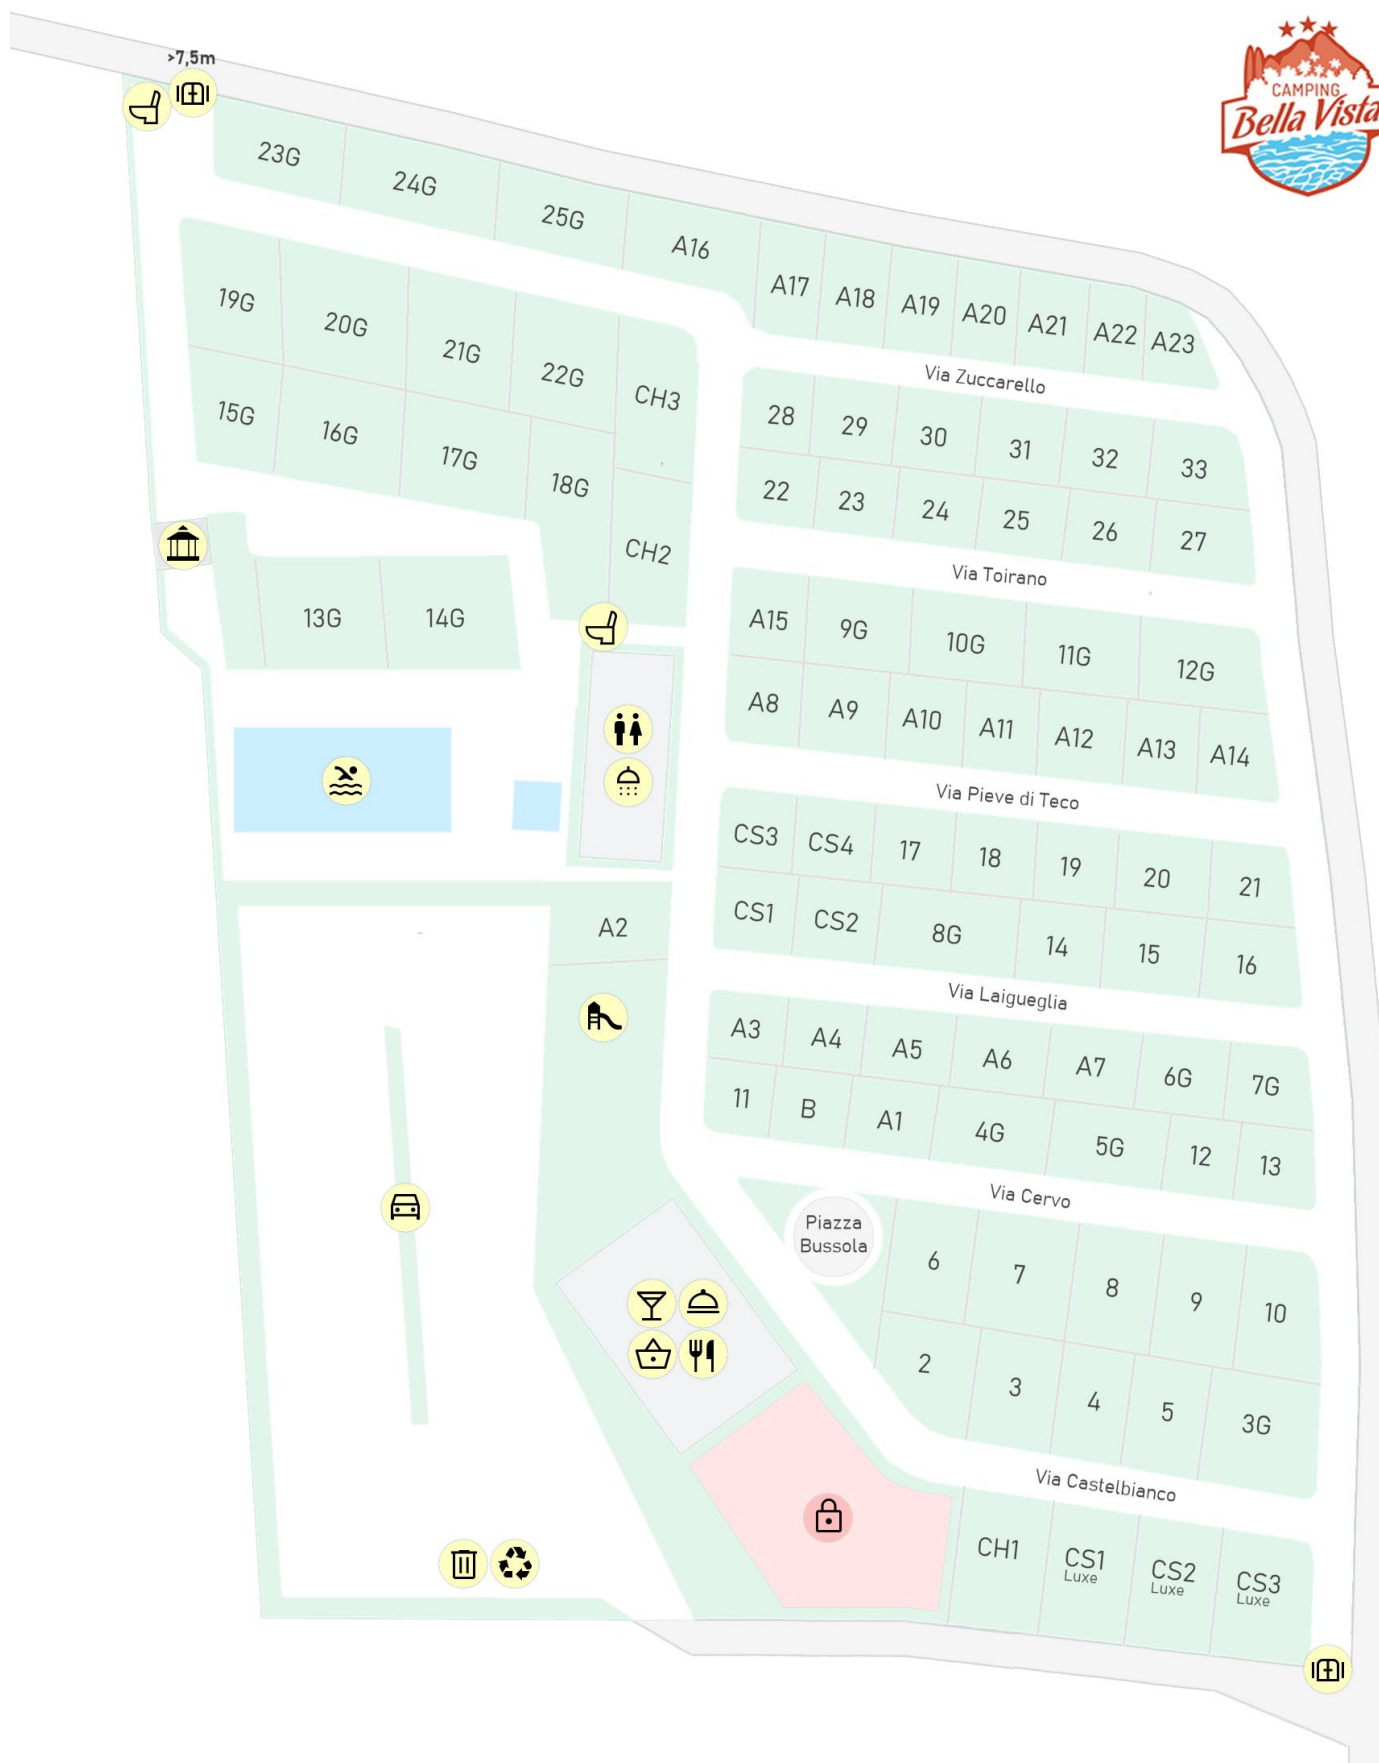 >7,5m
CAMPING
Bella Vista
23G
24G
25G
A16
A17
A18
A19
A20
A21
A22
A23
Via Zuccarello
19G
20G
21G
22G
CH3
15G
16G
17G
18G
CH2
28
29
30
31
32
33
22
23
24
25
26
27
Via Toirano
13G
14G
A15
9G
10G
11G
12G
A8
A9
A10
A11
A12
A13
A14
Via Pieve di Teco
CS3
CS4
17
18
19
20
21
CS1
CS2
8G
14
15
16
A2
Via Laigueglia
A3
A4
A5
A6
A7
6G
7G
11
B
A1
4G
5G
12
13
Via Cervo
Piazza
Bussola
6
7
8
9
10
2
3
4
5
3G
Via Castelbianco
CH1
CS1
Luxe
CS2
Luxe
CS3
Luxe